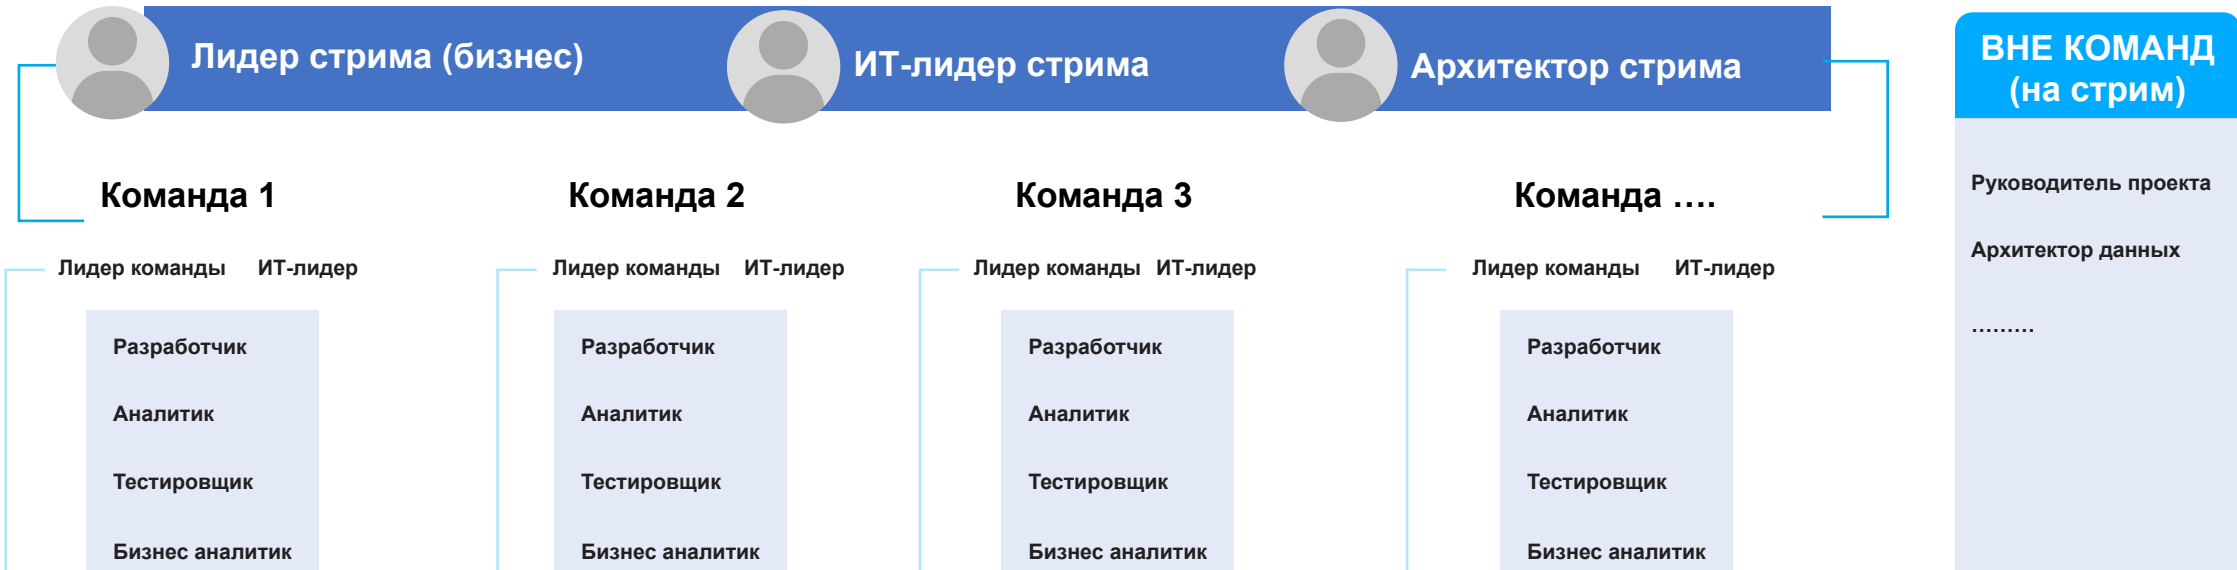 Лидер стрима (бизнес)
ИТ-лидер стрима
Архитектор стрима
ВНЕ КОМАНД
(на стрим)
Команда 1
Команда 2
Команда 3
Команда ….
Лидер команды ИТ-лидер
Лидер команды ИТ-лидер
Лидер команды ИТ-лидер
Лидер команды ИТ-лидер
Разработчик
Аналитик
Тестировщик
Бизнес аналитик
Разработчик
Аналитик
Тестировщик
Бизнес аналитик
Разработчик
Аналитик
Тестировщик
Бизнес аналитик
Разработчик
Аналитик
Тестировщик
Бизнес аналитик
Руководитель проекта
Архитектор данных
………